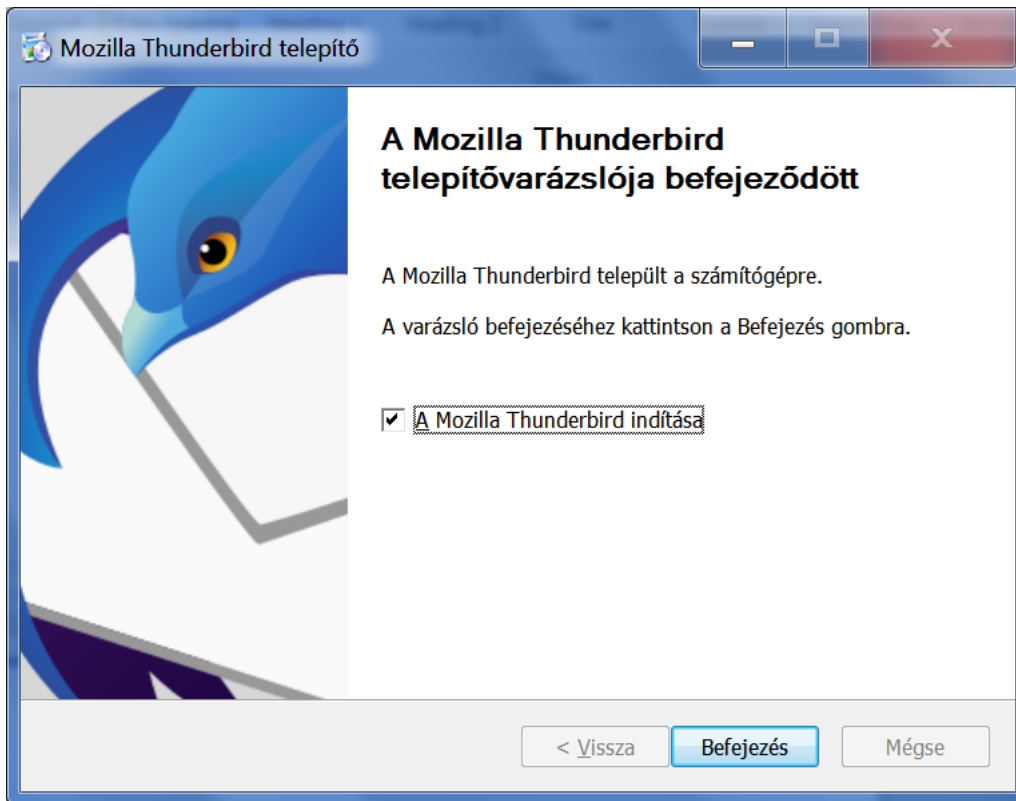 Mozilla Thunderbird telepítő
A Mozilla Thunderbird
telepítővarázslója befejeződött
A Mozilla Thunderbird települt a számítógépre.
A varázsló befejezéséhez kattintson a Befejezés gombra.
A Mozilla Thunderbird indítása
< Vissza
Befejezés
Mégse